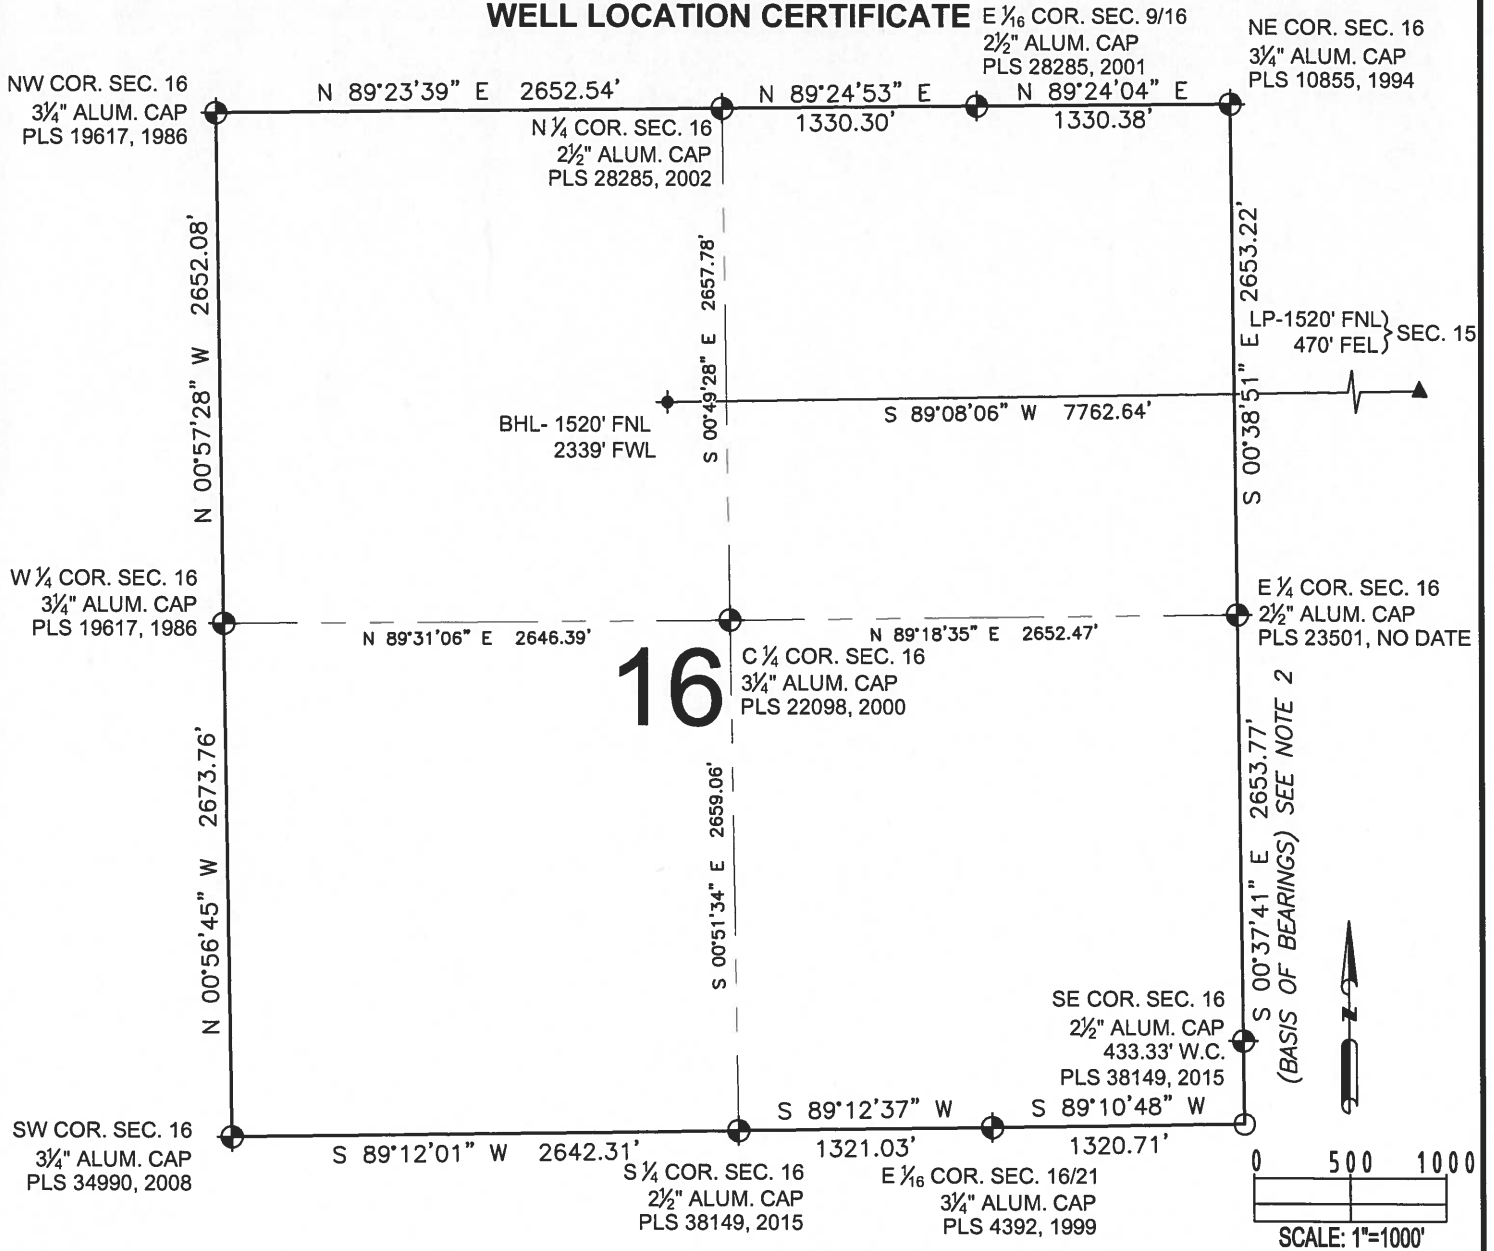 WELL LOCATION CERTIFICATE
E 1/16 COR. SEC. 9/16
2½" ALUM. CAP
PLS 28285, 2001
NE COR. SEC. 16
3¼" ALUM. CAP
PLS 10855, 1994
NW COR. SEC. 16
3¼" ALUM. CAP
PLS 19617, 1986
N 89°23'39" E 2652.54'
N 89°24'53" E
1330.30'
N 89°24'04" E
1330.38'
N ¼ COR. SEC. 16
2½" ALUM. CAP
PLS 28285, 2002
N 00°57'28" W 2652.08'
S 00°49'28" E 2657.78'
S 00°38'51" E 2653.22'
LP-1520' FNL
470' FEL
SEC. 15
BHL- 1520' FNL
2339' FWL
S 89°08'06" W 7762.64'
W ¼ COR. SEC. 16
3¼" ALUM. CAP
PLS 19617, 1986
N 89°31'06" E 2646.39'
N 89°18'35" E 2652.47'
E ¼ COR. SEC. 16
2½" ALUM. CAP
PLS 23501, NO DATE
16
C ¼ COR. SEC. 16
3¼" ALUM. CAP
PLS 22098, 2000
N 00°56'45" W 2673.76'
S 00°51'34" E 2659.06'
S 00°37'41" E 2653.77'
(BASIS OF BEARINGS) SEE NOTE 2
SE COR. SEC. 16
2½" ALUM. CAP
433.33' W.C.
PLS 38149, 2015
N
SW COR. SEC. 16
3¼" ALUM. CAP
PLS 34990, 2008
S 89°12'01" W 2642.31'
S 89°12'37" W
1321.03'
S 89°10'48" W
1320.71'
S ¼ COR. SEC. 16
2½" ALUM. CAP
PLS 38149, 2015
E 1/16 COR. SEC. 16/21
3¼" ALUM. CAP
PLS 4392, 1999
0 500 1000
SCALE: 1"=1000'